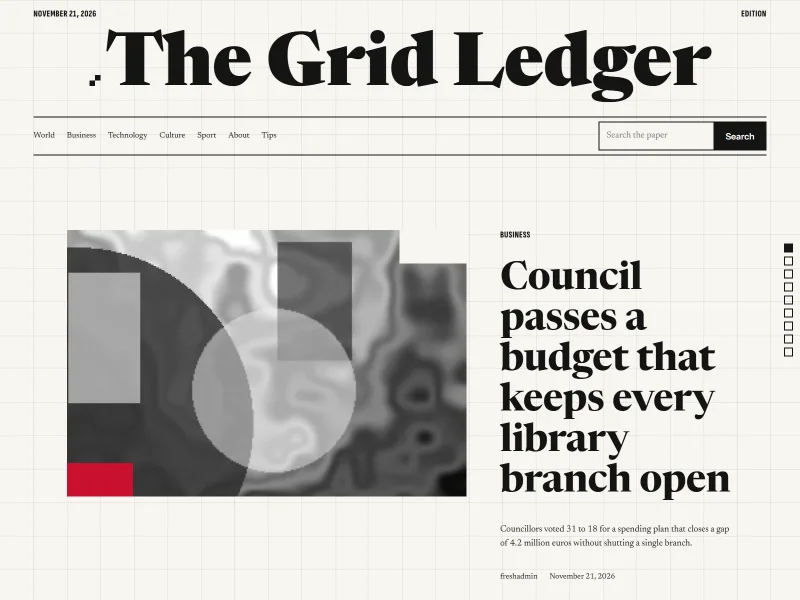 NOVEMBER 21, 2026
EDITION
The Grid Ledger
World Business Technology Culture Sport About Tips
Search the paper
Search
BUSINESS
Council
passes a
budget that
keeps every
library
branch open
Councillors voted 31 to 18 for a spending plan that closes a gap
of 4.2 million euros without shutting a single branch.
freshadmin November 21, 2026